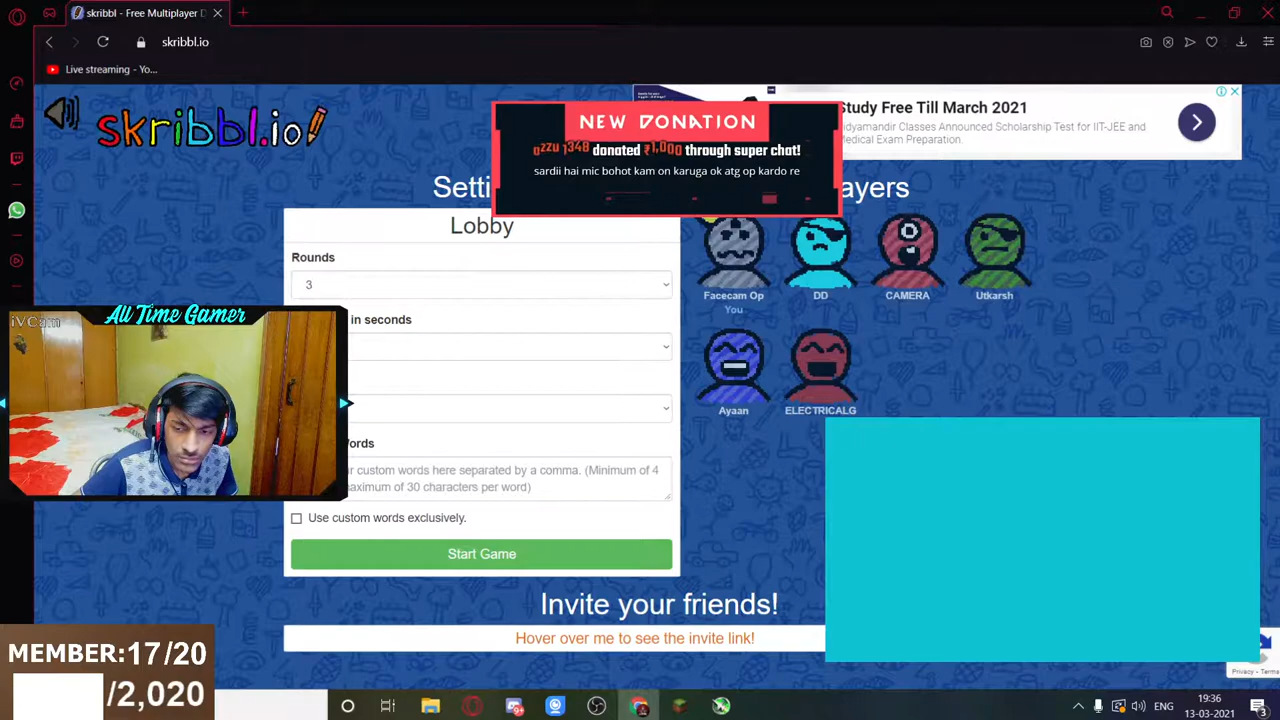 skribbl - Free Multiplayer D
skribbl.io
Live streaming - Yo...
skribbl.io
Study Free Till March 2021
Vidyamandir Classes Announced Scholarship Test for IIT-JEE and
Medical Exam Preparation.
NEW DONATION
donated ₹1,000 through super chat!
sardii hai mic bohot kam on karuga ok atg op kardo re
Lobby
Rounds
3
in seconds
custom words here separated by a comma. (Minimum of 4
of 30 characters per word)
Use custom words exclusively.
Start Game
Facecam Op
You
DD
CAMERA
Utkarsh
Ayaan
ELECTRICALG
iVCam
All Time Gamer
Invite your friends!
Hover over me to see the invite link!
MEMBER:17/20
/2,020
Privacy - Terms
ENG
19:36
13-03-2021
3